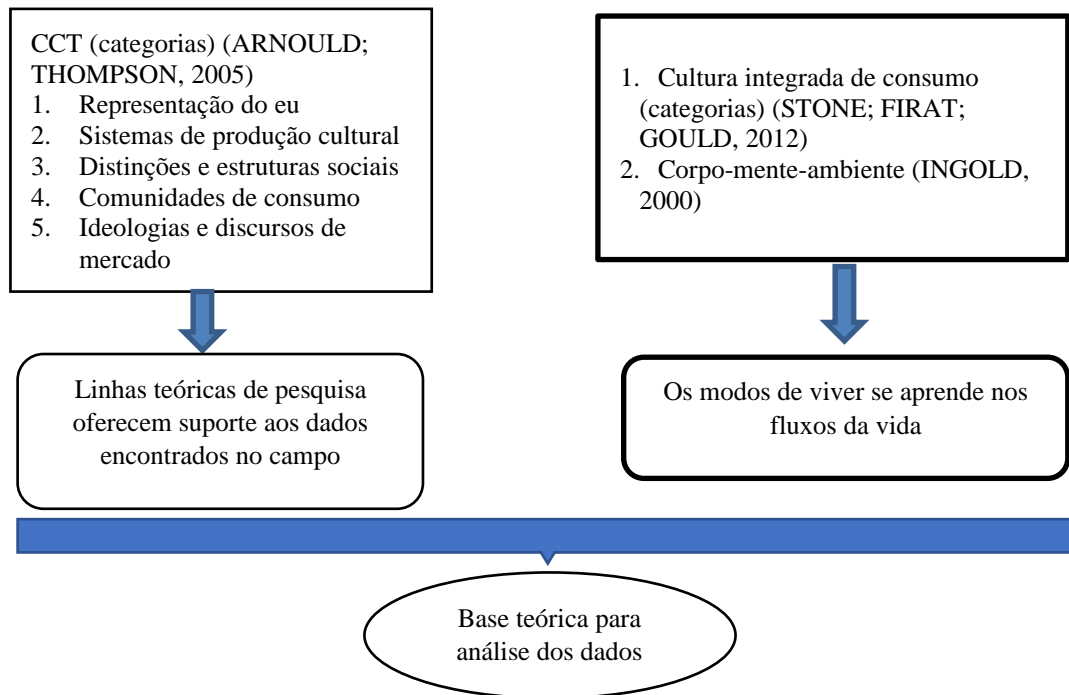 CCT (categorias) (ARNOULD;
THOMPSON, 2005)
1. Representação do eu
2. Sistemas de produção cultural
3. Distinções e estruturas sociais
4. Comunidades de consumo
5. Ideologias e discursos de
mercado
1. Cultura integrada de consumo
(categorias) (STONE; FIRAT;
GOULD, 2012)
2. Corpo-mente-ambiente (INGOLD,
2000)
Linhas teóricas de pesquisa
oferecem suporte aos dados
encontrados no campo
Os modos de viver se aprende nos
fluxos da vida
Base teórica para
análise dos dados